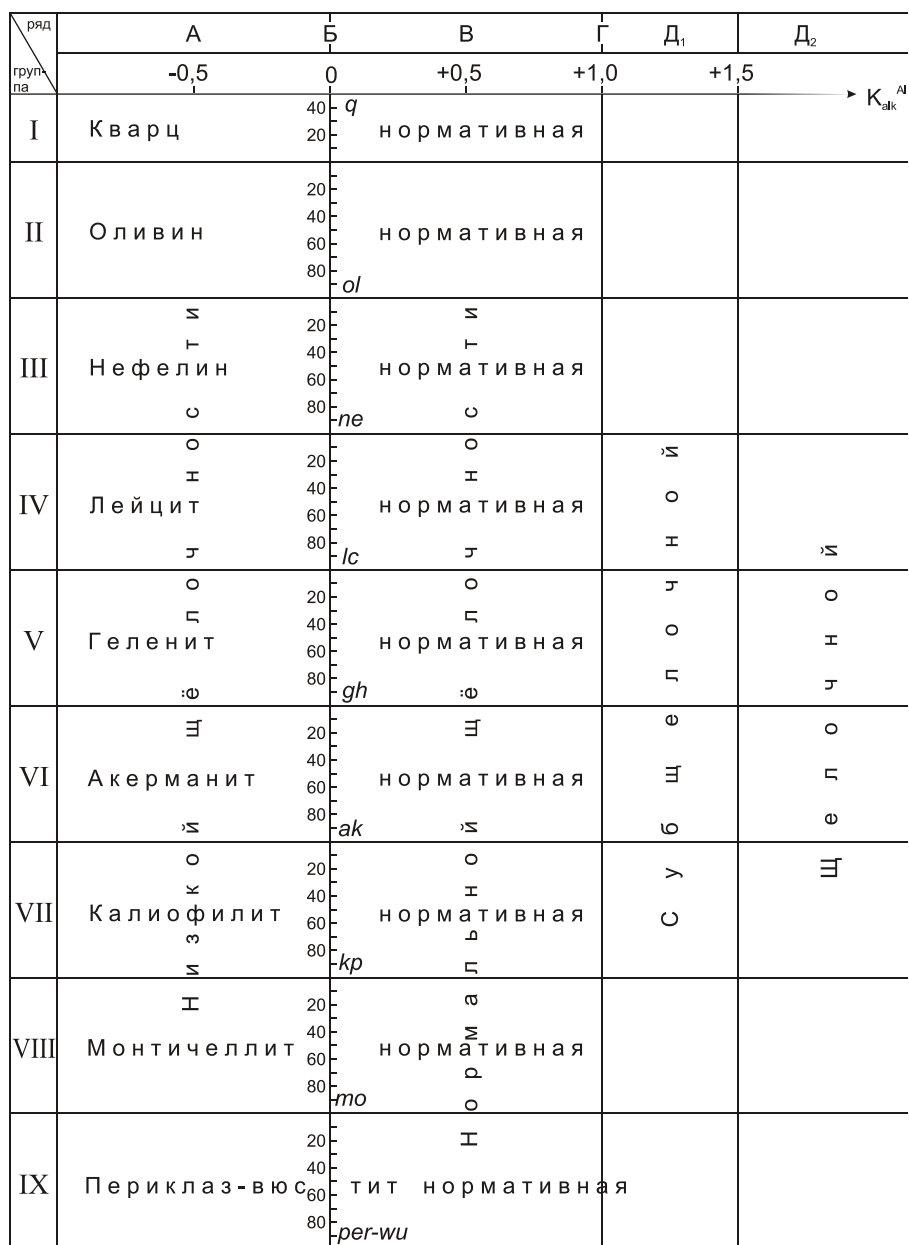 ряд
группа
А Б В Г Д₁ Д₂
-0,5 0 +0,5 +1,0 +1,5
K alk Al
I Кварц нормативная
40 q
20
II Оливин нормативная
20
40
60
80
ol
III Нефелин нормативная
20
40
60
80
ne
IV Лейцит нормативная
20
40
60
80
lc
V Геленит нормативная
20
40
60
80
gh
VI Акерманит нормативная
20
40
60
80
ak
VII Калиофилит нормативная
20
40
60
80
kp
VIII Монтичеллит нормативная
20
40
60
80
mo
IX Периклаз-вюстит нормативная
20
40
60
80
per-wu
Низкой щёлочности
Нормальной щёлочности
Субщелочной
Щелочной